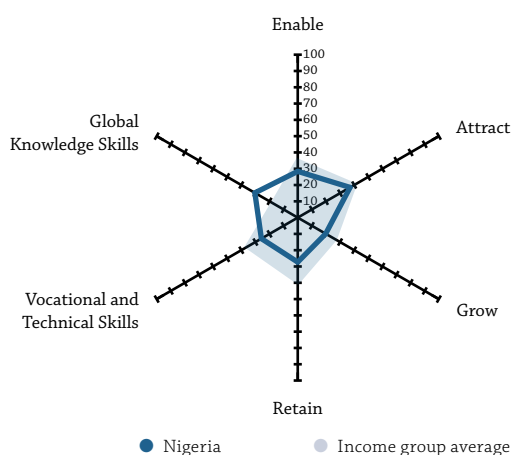 Enable
100
90
80
70
60
50
40
30
20
10
Attract
Global
Knowledge Skills
Vocational and
Technical Skills
Grow
Retain
Nigeria
Income group average